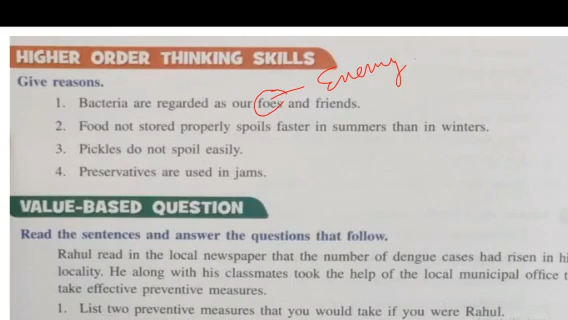 HIGHER ORDER THINKING SKILLS
Enemy
Give reasons.
1. Bacteria are regarded as our foes and friends.
2. Food not stored properly spoils faster in summers than in winters.
3. Pickles do not spoil easily.
4. Preservatives are used in jams.
VALUE-BASED QUESTION
Read the sentences and answer the questions that follow.
Rahul read in the local newspaper that the number of dengue cases had risen in
locality. He along with his classmates took the help of the local municipal office
take effective preventive measures.
1. List two preventive measures that you would take if you were Rahul.